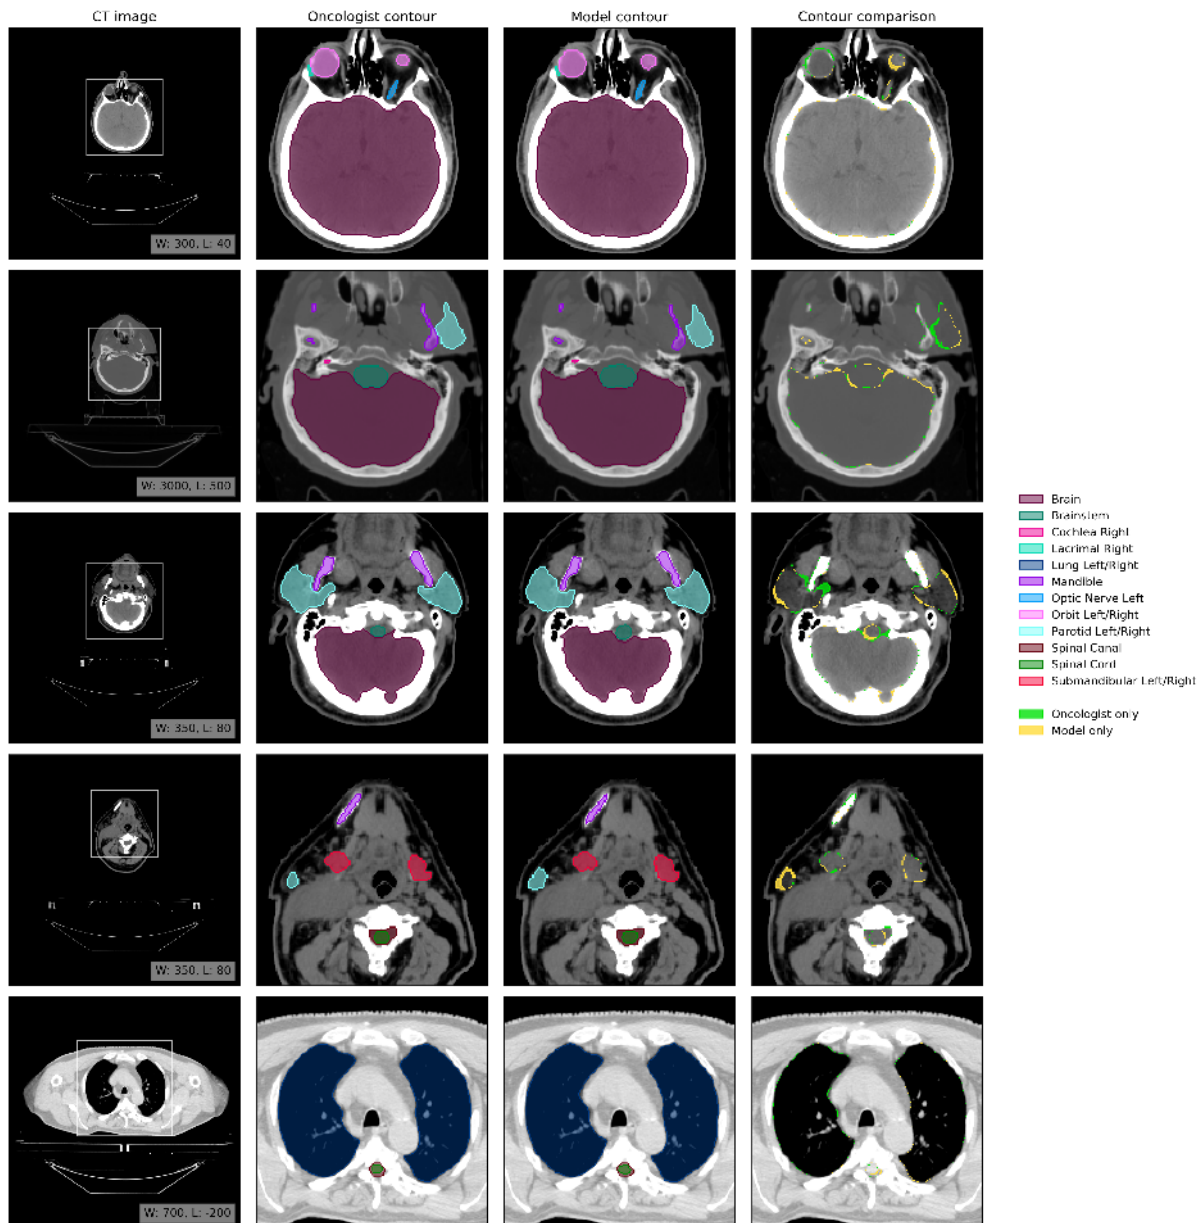 CT image
Oncologist contour
Model contour
Contour comparison
W: 300, L: 40
W: 3000, L: 500
W: 350, L: 80
W: 350, L: 80
W: 700, L: -200
Brain
Brainstem
Cochlea Right
Lacrimal Right
Lung Left/Right
Mandible
Optic Nerve Left
Orbit Left/Right
Parotid Left/Right
Spinal Canal
Spinal Cord
Submandibular Left/Right
Oncologist only
Model only